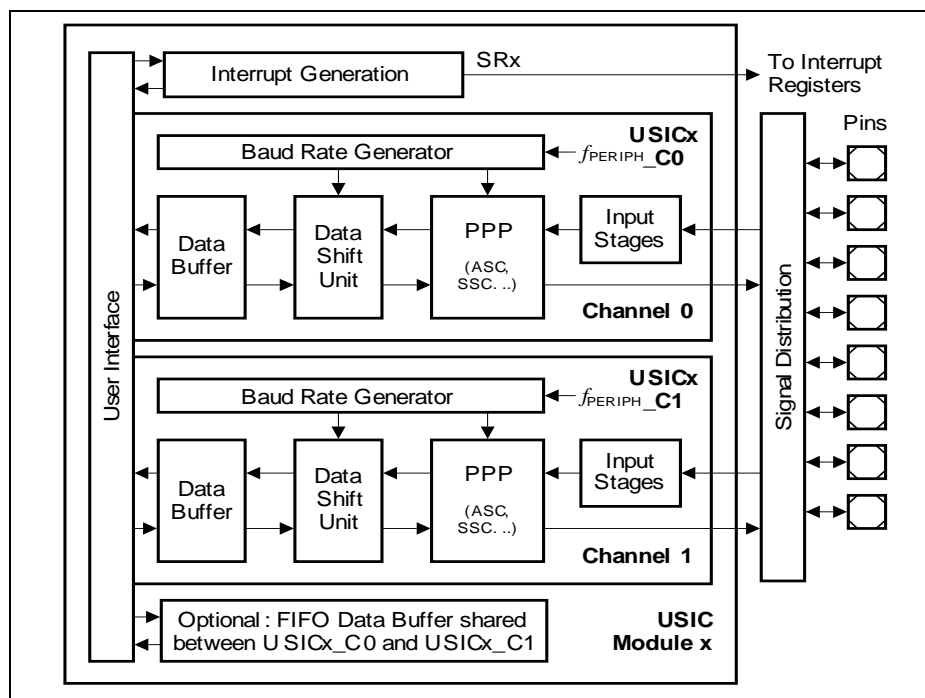 Interrupt Generation
SRx
To Interrupt
Registers
Pins
User Interface
Signal Distribution
Baud Rate Generator
USICx
fPERIPH_C0
Data
Buffer
Data
Shift
Unit
PPP
(ASC,
SSC. ..)
Input
Stages
Channel 0
Baud Rate Generator
USICx
fPERIPH_C1
Data
Buffer
Data
Shift
Unit
PPP
(ASC,
SSC. ..)
Input
Stages
Channel 1
Optional : FIFO Data Buffer shared
between USICx_C0 and USICx_C1
USIC
Module x